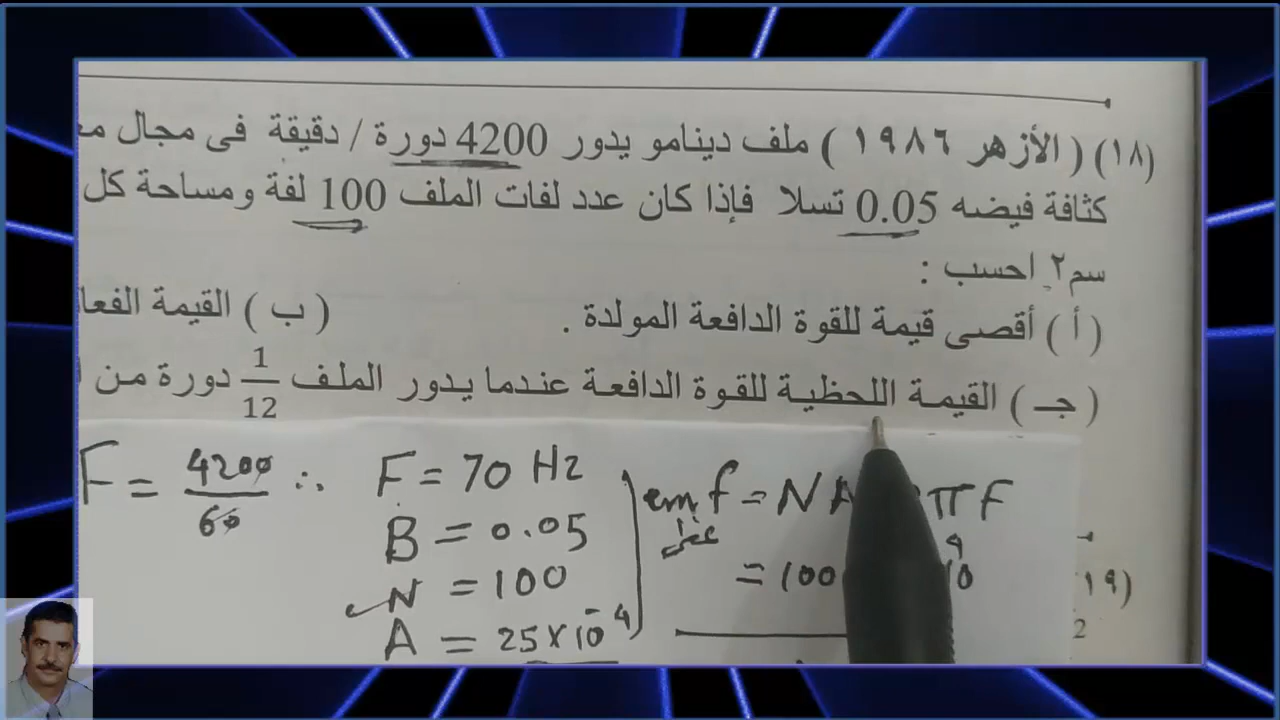 (١٨) ( الأزهر ١٩٨٦ ) ملف دينامو يدور 4200 دورة / دقيقة فى مجال
كثافة فيضه 0.05 تسلا فإذا كان عدد لفات الملف 100 لفة ومساحة كل
سم٢ احسب :
( أ ) أقصى قيمة للقوة الدافعة المولدة . ( ب ) القيمة
( جـ ) القيمة اللحظية للقوة الدافعة عندما يدور الملف 1/12 دورة من
F = 4200/60 ∴ F = 70 Hz
B = 0.05
N = 100
A = 25 × 10⁻⁴
emf = NA πF
عظمى
= 100
١٩)
2